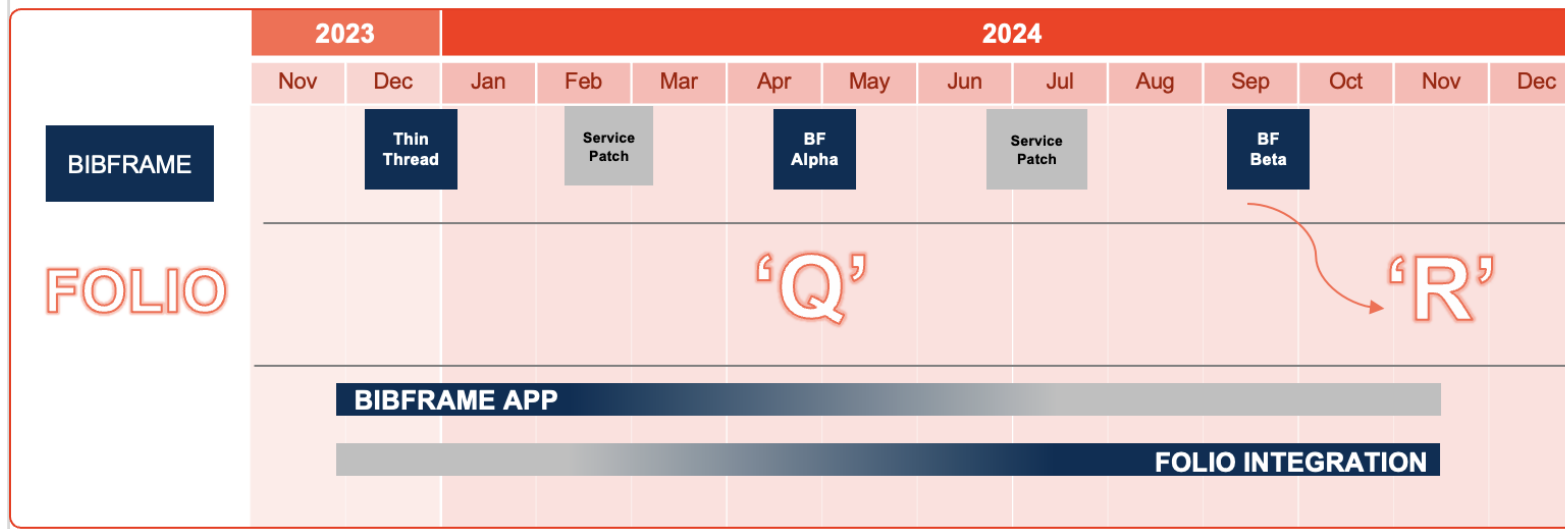 2023 2024
Nov Dec Jan Feb Mar Apr May Jun Jul Aug Sep Oct Nov Dec
BIBFRAME
Thin
Thread
Service
Patch
BF
Alpha
Service
Patch
BF
Beta
FOLIO ‘Q’ ‘R’
BIBFRAME APP
FOLIO INTEGRATION